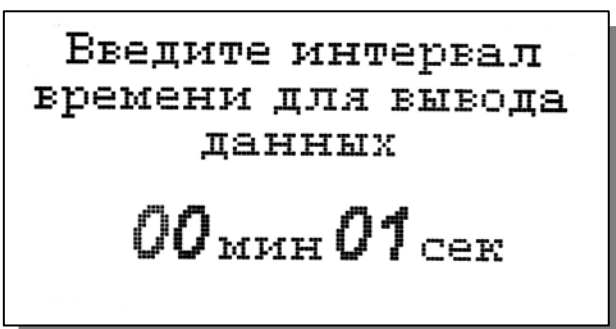 Введите интервал
времени для вывода
данных
00 мин 01 сек